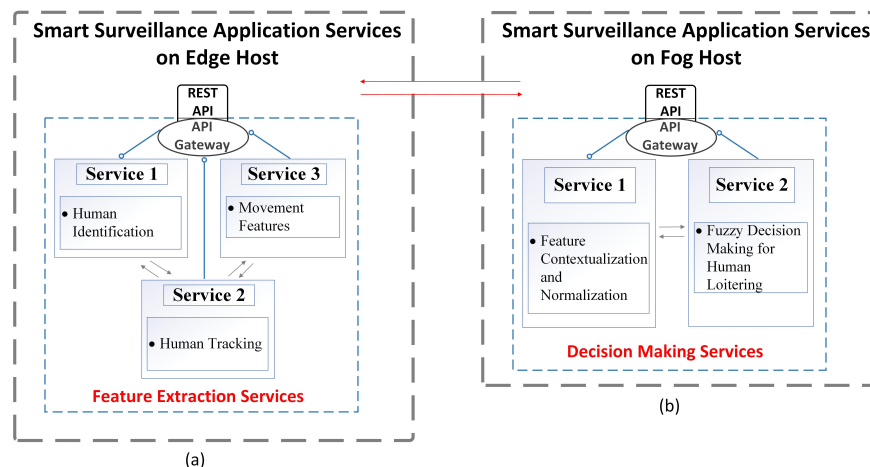 Smart Surveillance Application Services
on Edge Host
REST
API
API
Gateway
Service 1
● Human
Identification
Service 3
● Movement
Features
Service 2
● Human Tracking
Feature Extraction Services
(a)
Smart Surveillance Application Services
on Fog Host
REST
API
API
Gateway
Service 1
● Feature
Contextualization
and
Normalization
Service 2
● Fuzzy Decision
Making for
Human
Loitering
Decision Making Services
(b)